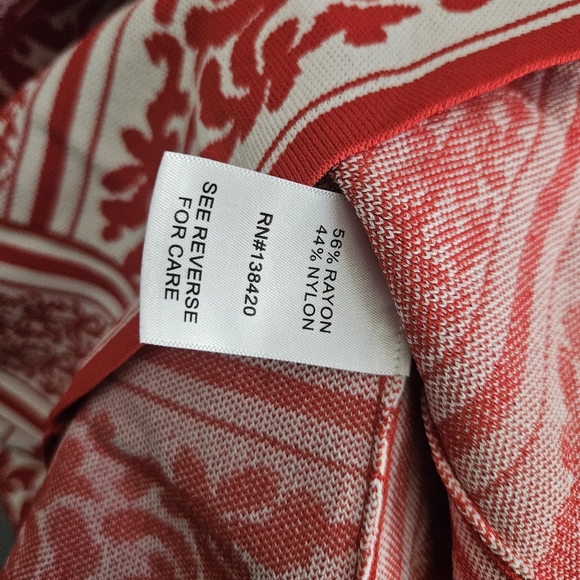 56% RAYON
44% NYLON
RN#138420
SEE REVERSE
FOR CARE